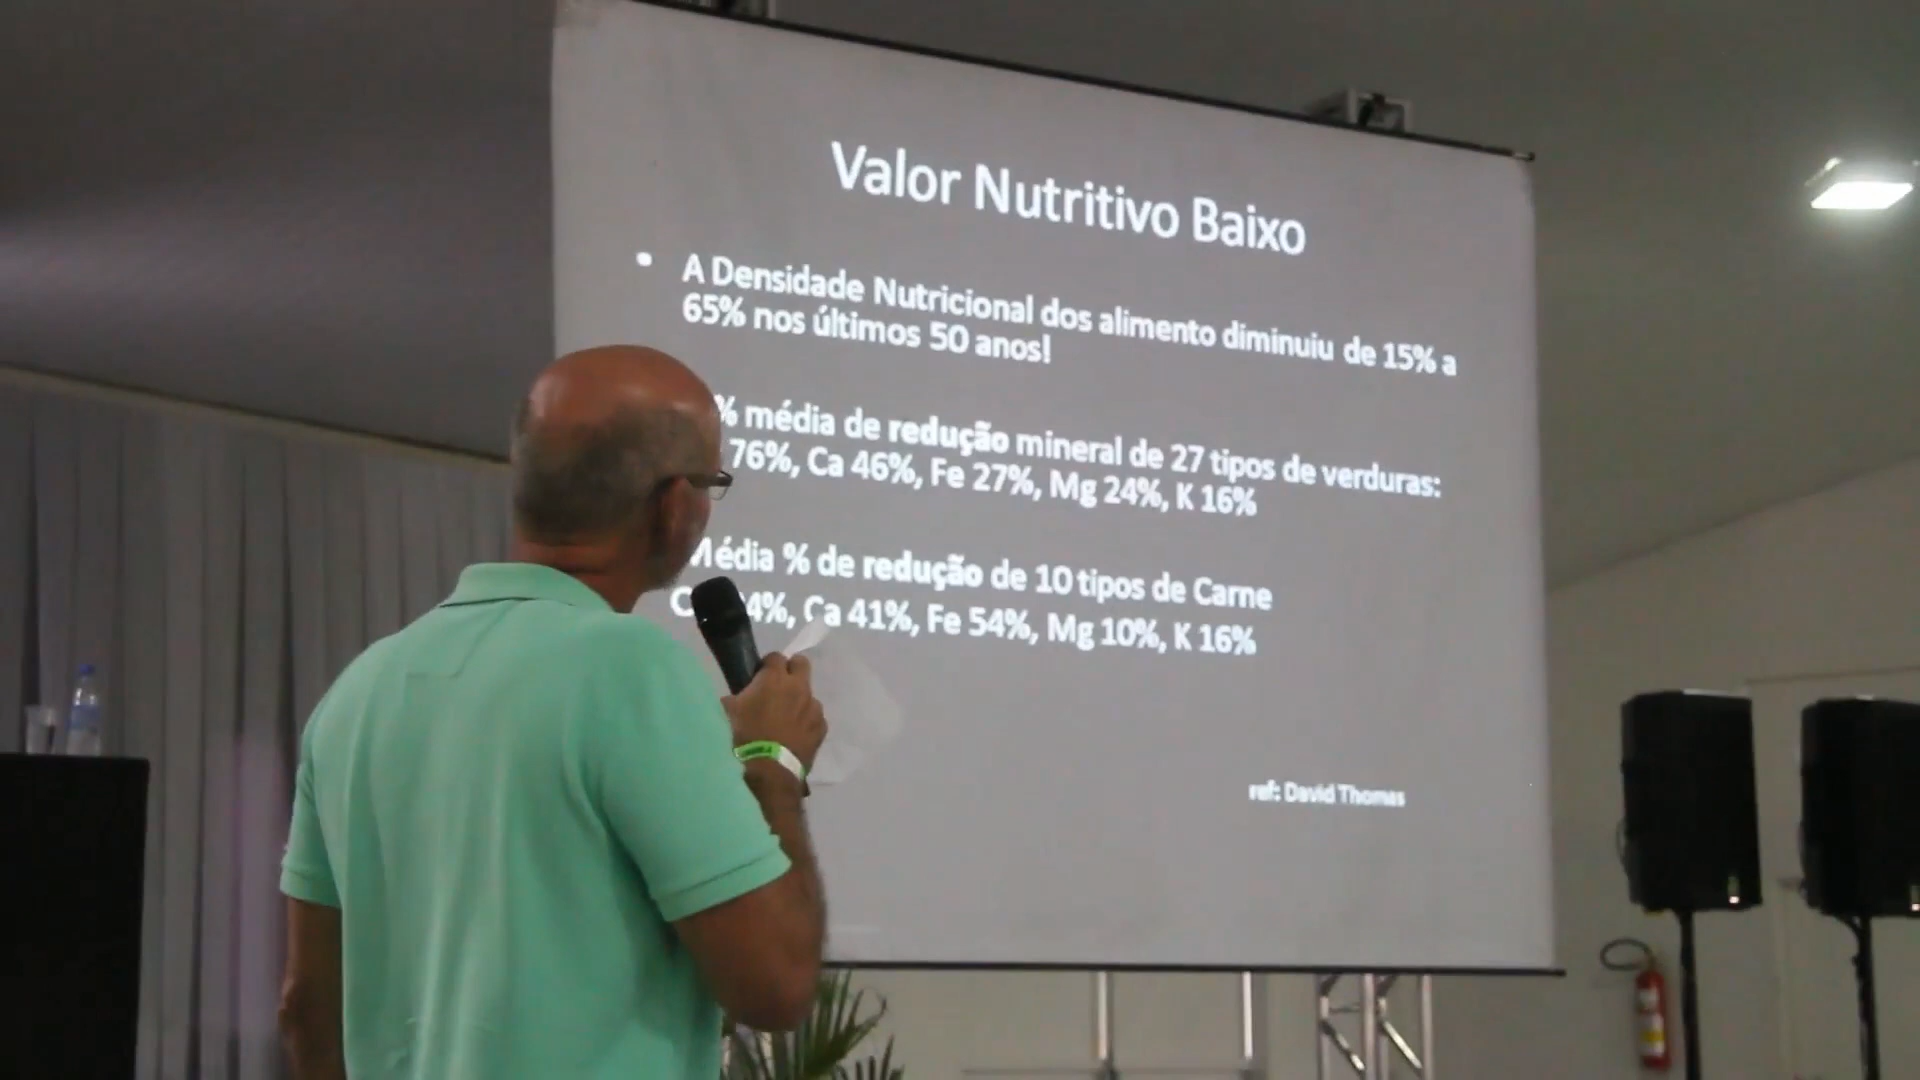 Valor Nutritivo Baixo
• A Densidade Nutricional dos alimento diminuiu de 15% a
65% nos últimos 50 anos!
% média de redução mineral de 27 tipos de verduras:
76%, Ca 46%, Fe 27%, Mg 24%, K 16%
Média % de redução de 10 tipos de Carne
4%, Ca 41%, Fe 54%, Mg 10%, K 16%
ref: David Thomas